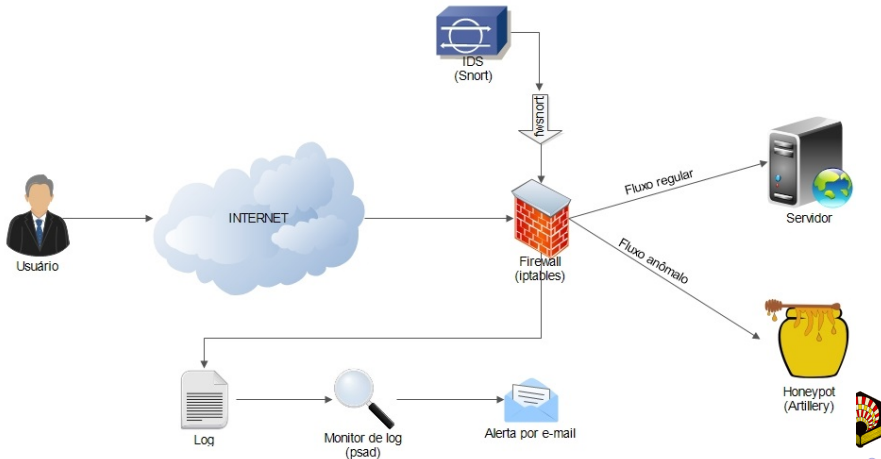 IDS
(Snort)
fwsnort
Usuário
INTERNET
Firewall
(iptables)
Fluxo regular
Servidor
Fluxo anômalo
Honeypot
(Artillery)
Log
Monitor de log
(psad)
Alerta por e-mail